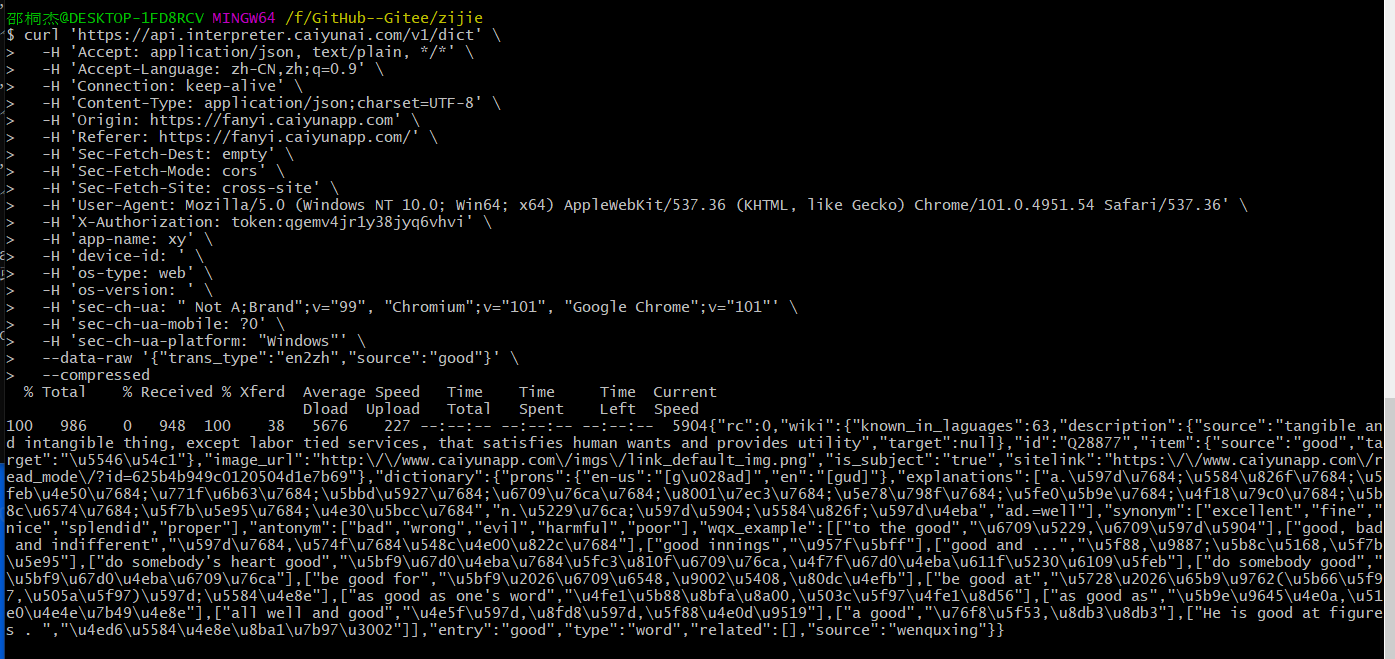 邵桐杰@DESKTOP-1FD8RCV MINGW64 /f/GitHub--Gitee/zijie
$ curl 'https://api.interpreter.caiyunai.com/v1/dict' \
>   -H 'Accept: application/json, text/plain, */*' \
>   -H 'Accept-Language: zh-CN,zh;q=0.9' \
>   -H 'Connection: keep-alive' \
>   -H 'Content-Type: application/json;charset=UTF-8' \
>   -H 'Origin: https://fanyi.caiyunapp.com' \
>   -H 'Referer: https://fanyi.caiyunapp.com/' \
>   -H 'Sec-Fetch-Dest: empty' \
>   -H 'Sec-Fetch-Mode: cors' \
>   -H 'Sec-Fetch-Site: cross-site' \
>   -H 'User-Agent: Mozilla/5.0 (Windows NT 10.0; Win64; x64) AppleWebKit/537.36 (KHTML, like Gecko) Chrome/101.0.4951.54 Safari/537.36' \
>   -H 'X-Authorization: token:qgemv4jr1y38jyq6vhvi' \
>   -H 'app-name: xy' \
>   -H 'device-id: ' \
>   -H 'os-type: web' \
>   -H 'os-version: ' \
>   -H 'sec-ch-ua: " Not A;Brand";v="99", "Chromium";v="101", "Google Chrome";v="101"' \
>   -H 'sec-ch-ua-mobile: ?0' \
>   -H 'sec-ch-ua-platform: "Windows"' \
>   --data-raw '{"trans_type":"en2zh","source":"good"}' \
>   --compressed
  % Total    % Received % Xferd  Average Speed   Time    Time     Time  Current
                                 Dload  Upload   Total   Spent    Left  Speed
100   986    0   948  100    38   5676    227 --:--:-- --:--:-- --:--:--  5904{"rc":0,"wiki":{"known_in_laguages":63,"description":{"source":"tangible an
d intangible thing, except labor tied services, that satisfies human wants and provides utility","target":null},"id":"Q28877","item":{"source":"good","ta
rget":"\u5546\u54c1"},"image_url":"http:\/\/www.caiyunapp.com\/imgs\/link_default_img.png","is_subject":"true","sitelink":"https:\/\/www.caiyunapp.com\/r
ead_mode\/?id=625b4b949c0120504d1e7b69"},"dictionary":{"prons":{"en-us":"[g\u028ad]","en":"[gud]"},"explanations":["a.\u597d\u7684;\u5584\u826f\u7684;\u5
feb\u4e50\u7684;\u771f\u6b63\u7684;\u5bbd\u5927\u7684;\u6709\u76ca\u7684;\u8001\u7ec3\u7684;\u5e78\u798f\u7684;\u5fe0\u5b9e\u7684;\u4f18\u79c0\u7684;\u5b
8c\u6574\u7684;\u5f7b\u5e95\u7684;\u4e30\u5bcc\u7684","n.\u5229\u76ca;\u597d\u5904;\u5584\u826f;\u597d\u4eba","ad.=well"],"synonym":["excellent","fine","
nice","splendid","proper"],"antonym":["bad","wrong","evil","harmful","poor"],"wqx_example":[["to the good","\u6709\u5229,\u6709\u597d\u5904"],["good, bad
 and indifferent","\u597d\u7684,\u574f\u7684\u548c\u4e00\u822c\u7684"],["good innings","\u957f\u5bff"],["good and ...","\u5f88,\u9887;\u5b8c\u5168,\u5f7b
\u5e95"],["do somebody's heart good","\u5bf9\u67d0\u4eba\u7684\u5fc3\u810f\u6709\u76ca,\u4f7f\u67d0\u4eba\u611f\u5230\u6109\u5feb"],["do somebody good","
\u5bf9\u67d0\u4eba\u6709\u76ca"],["be good for","\u5bf9\u2026\u6709\u6548,\u9002\u5408,\u80dc\u4efb"],["be good at","\u5728\u2026\u65b9\u9762(\u5b66\u5f9
7,\u505a\u5f97)\u597d;\u5584\u4e8e"],["as good as one's word","\u4fe1\u5b88\u8bfa\u8a00,\u503c\u5f97\u4fe1\u8d56"],["as good as","\u5b9e\u9645\u4e0a,\u51
e0\u4e4e\u7b49\u4e8e"],["all well and good","\u4e5f\u597d,\u8fd8\u597d,\u5f88\u4e0d\u9519"],["a good","\u76f8\u5f53,\u8db3\u8db3"],["He is good at figure
s . ","\u4ed6\u5584\u4e8e\u8ba1\u7b97\u3002"]],"entry":"good","type":"word","related":[],"source":"wenquxing"}}